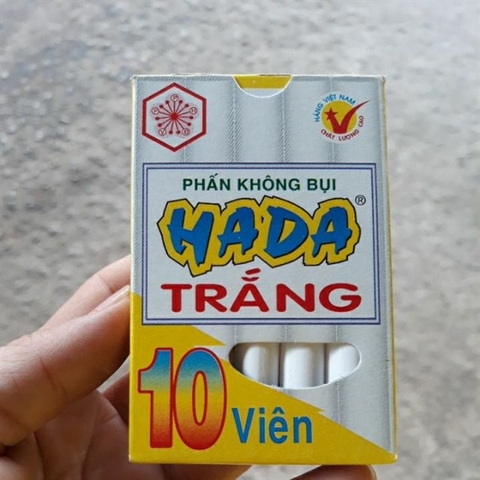 HÀNG VIỆT NAM
CHẤT LƯỢNG CAO
PHẤN KHÔNG BỤI
HADA®
TRẮNG
10 Viên